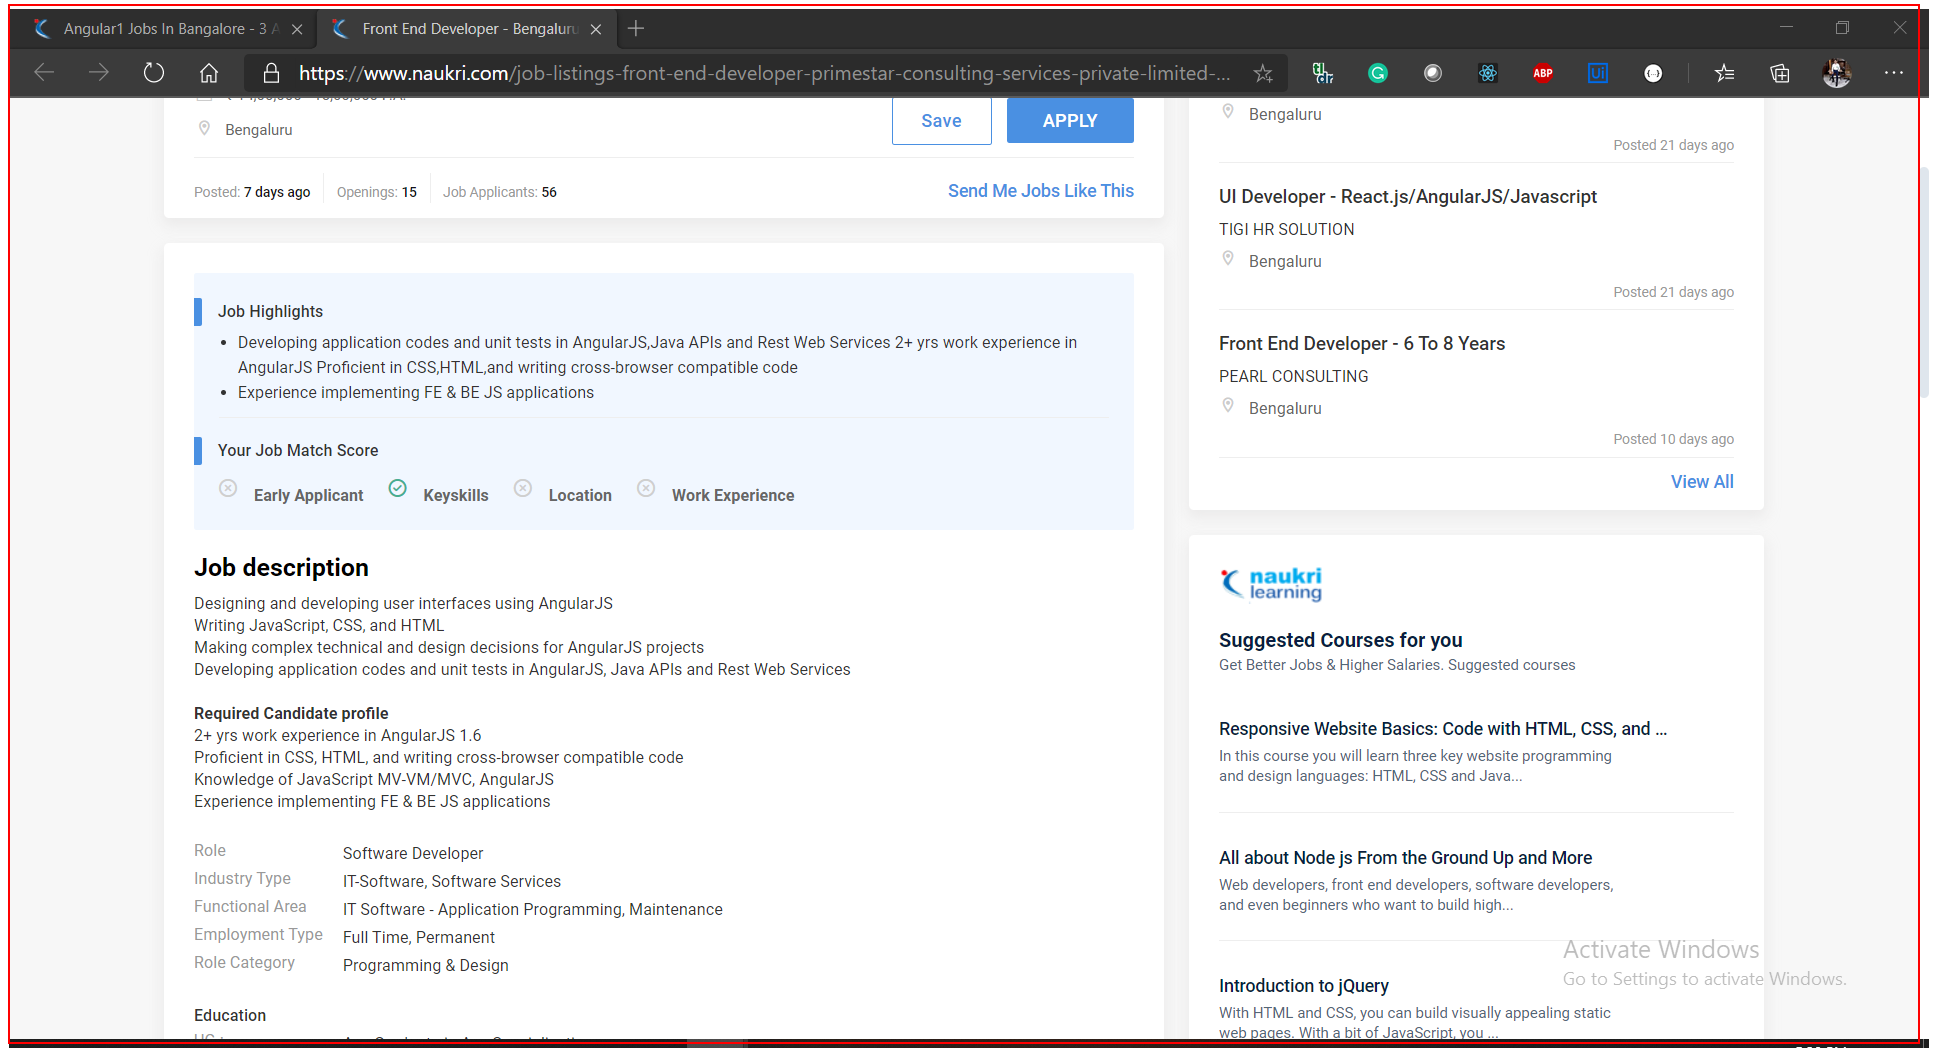 Angular1 Jobs In Bangalore - 3 A
Front End Developer - Bengaluru
https://www.naukri.com/job-listings-front-end-developer-primestar-consulting-services-private-limited-...
ABP
Ui
Bengaluru
Save
APPLY
Posted: 7 days ago
Openings: 15
Job Applicants: 56
Send Me Jobs Like This
Job Highlights
• Developing application codes and unit tests in AngularJS,Java APIs and Rest Web Services 2+ yrs work experience in
AngularJS Proficient in CSS,HTML,and writing cross-browser compatible code
• Experience implementing FE & BE JS applications
Your Job Match Score
Early Applicant
Keyskills
Location
Work Experience
Job description
Designing and developing user interfaces using AngularJS
Writing JavaScript, CSS, and HTML
Making complex technical and design decisions for AngularJS projects
Developing application codes and unit tests in AngularJS, Java APIs and Rest Web Services
Required Candidate profile
2+ yrs work experience in AngularJS 1.6
Proficient in CSS, HTML, and writing cross-browser compatible code
Knowledge of JavaScript MV-VM/MVC, AngularJS
Experience implementing FE & BE JS applications
Role Software Developer
Industry Type IT-Software, Software Services
Functional Area IT Software - Application Programming, Maintenance
Employment Type Full Time, Permanent
Role Category Programming & Design
Education
Bengaluru
Posted 21 days ago
UI Developer - React.js/AngularJS/Javascript
TIGI HR SOLUTION
Bengaluru
Posted 21 days ago
Front End Developer - 6 To 8 Years
PEARL CONSULTING
Bengaluru
Posted 10 days ago
View All
naukri
learning
Suggested Courses for you
Get Better Jobs & Higher Salaries. Suggested courses
Responsive Website Basics: Code with HTML, CSS, and ...
In this course you will learn three key website programming
and design languages: HTML, CSS and Java...
All about Node js From the Ground Up and More
Web developers, front end developers, software developers,
and even beginners who want to build high...
Introduction to jQuery
With HTML and CSS, you can build visually appealing static
web pages. With a bit of JavaScript, you ...
Activate Windows
Go to Settings to activate Windows.